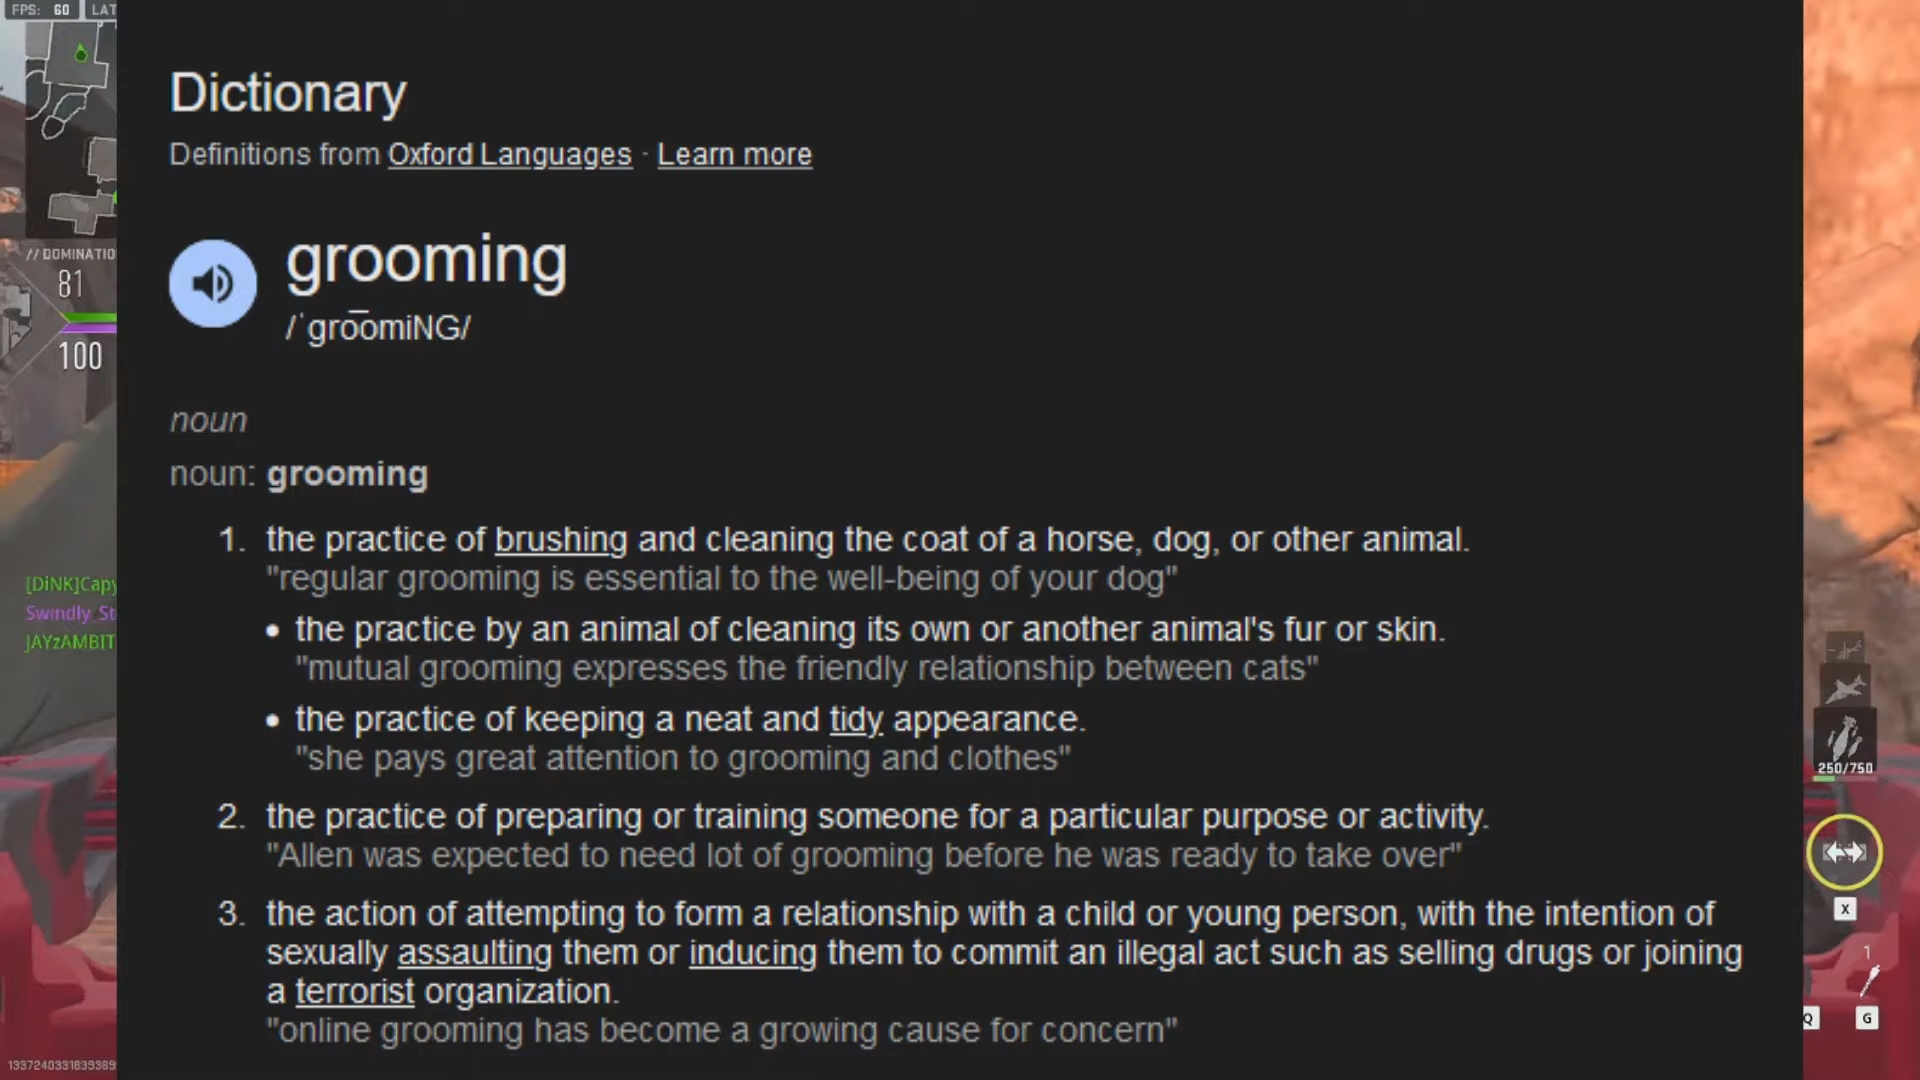 FPS: 60 LAT
Dictionary
Definitions from Oxford Languages · Learn more
grooming
/ˈgro͞omiNG/
// DOMINATIO
81
100
noun
noun: grooming
1. the practice of brushing and cleaning the coat of a horse, dog, or other animal.
"regular grooming is essential to the well-being of your dog"
• the practice by an animal of cleaning its own or another animal's fur or skin.
"mutual grooming expresses the friendly relationship between cats"
• the practice of keeping a neat and tidy appearance.
"she pays great attention to grooming and clothes"
2. the practice of preparing or training someone for a particular purpose or activity.
"Allen was expected to need lot of grooming before he was ready to take over"
3. the action of attempting to form a relationship with a child or young person, with the intention of
sexually assaulting them or inducing them to commit an illegal act such as selling drugs or joining
a terrorist organization.
"online grooming has become a growing cause for concern"
[DiNK]Capy
Swindly_St
JAYzAMBIT
250/750
X
1
Q G